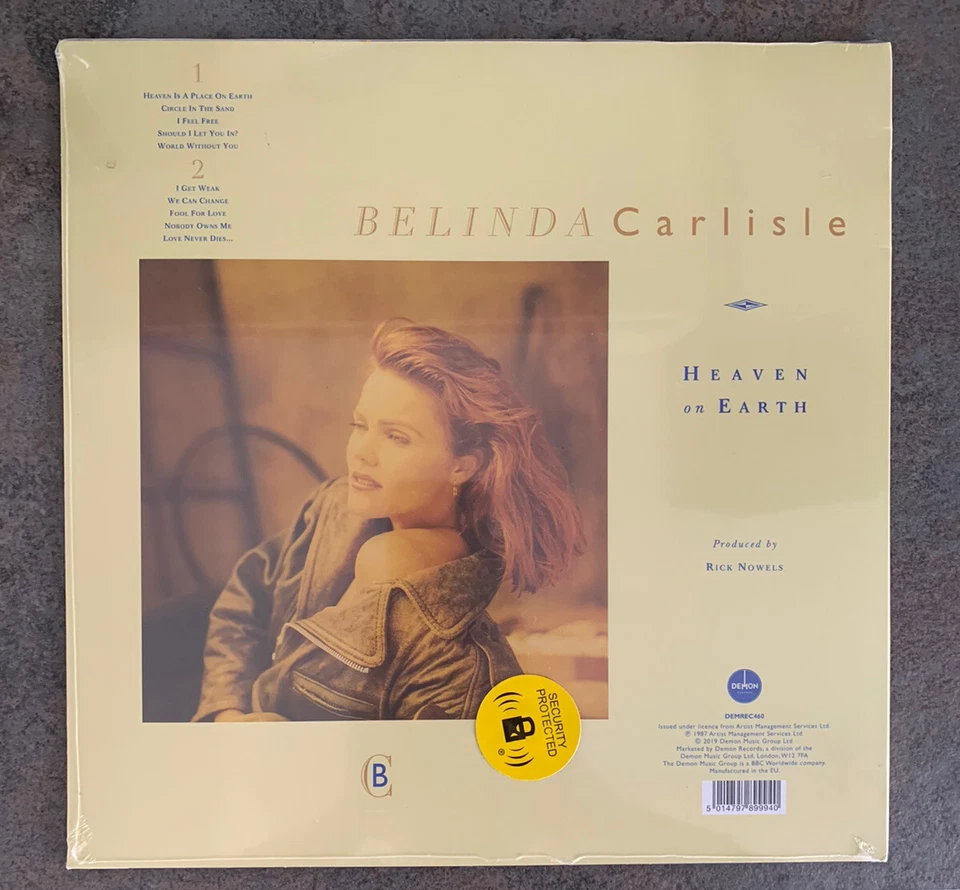 1
HEAVEN IS A PLACE ON EARTH
CIRCLE IN THE SAND
I FEEL FREE
SHOULD I LET YOU IN?
WORLD WITHOUT YOU
2
I GET WEAK
WE CAN CHANGE
FOOL FOR LOVE
NOBODY OWNS ME
LOVE NEVER DIES...
BELINDA Carlisle
HEAVEN
on EARTH
Produced by
RICK NOWELS
SECURITY
PROTECTED
®
CB
DEMON
DEMREC460
Issued under licence from Artist Management Services Ltd.
℗ 1987 Artist Management Services Ltd.
© 2019 Demon Music Group Ltd
Marketed by Demon Records, a division of the
Demon Music Group Ltd. London, W12 7FA.
The Demon Music Group is a BBC Worldwide company.
Manufactured in the EU.
5 014797 899940